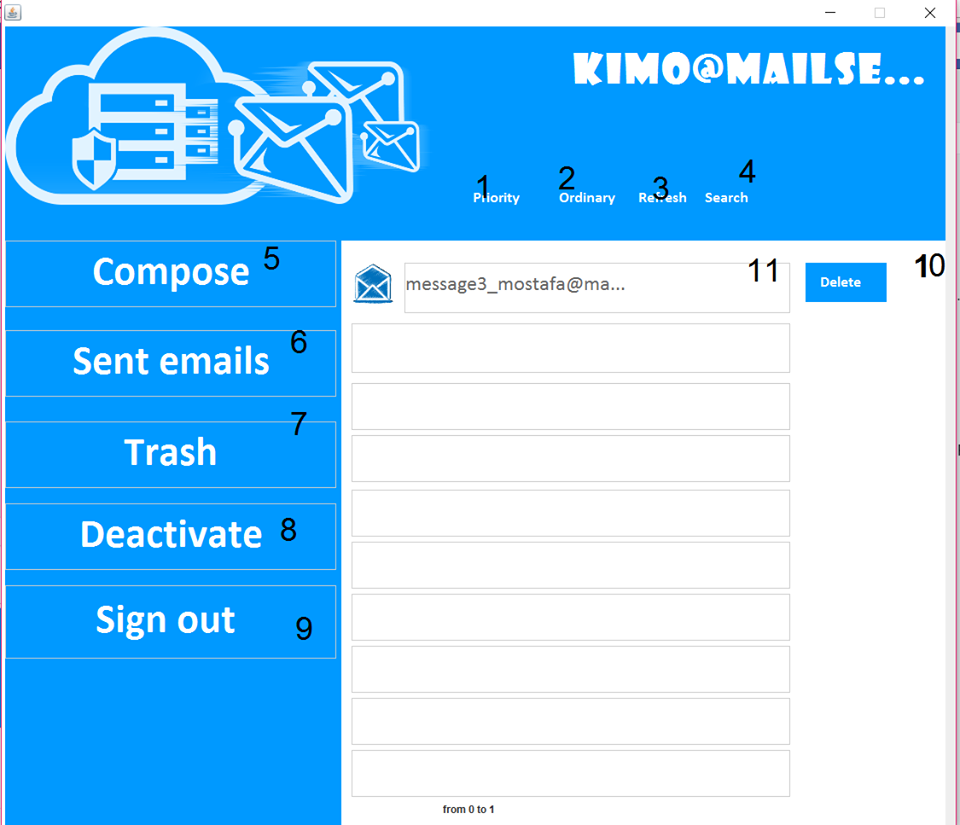 KIMO@MAILSE...
1 2 3 4
Priority Ordinary Refresh Search
Compose 5
message3_mostafa@ma... 11
Delete 10
Sent emails 6
Trash 7
Deactivate 8
Sign out 9
from 0 to 1